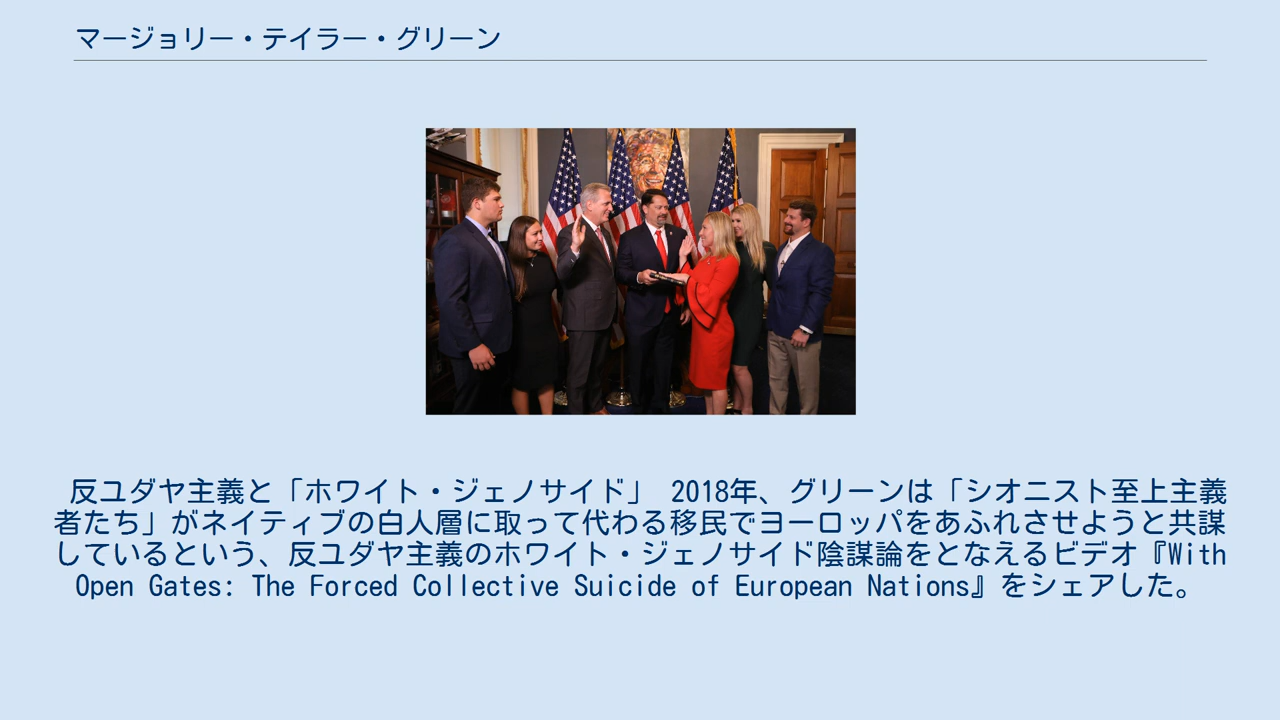 マージョリー・テイラー・グリーン
反ユダヤ主義と「ホワイト・ジェノサイド」 2018年、グリーンは「シオニスト至上主義
者たち」がネイティブの白人層に取って代わる移民でヨーロッパをあふれさせようと共謀
しているという、反ユダヤ主義のホワイト・ジェノサイド陰謀論をとなえるビデオ『With
Open Gates: The Forced Collective Suicide of European Nations』をシェアした。